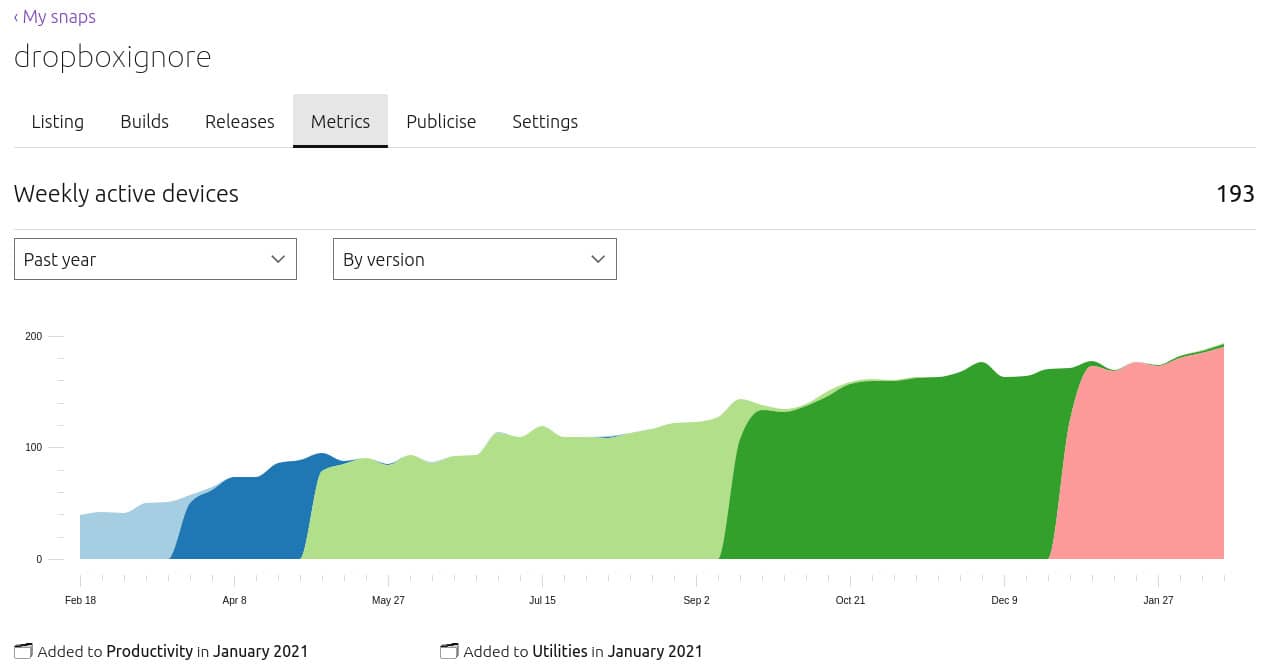 ‹ My snaps
dropboxignore
Listing Builds Releases Metrics Publicise Settings
Weekly active devices 193
Past year By version
200
100
0
Feb 18 Apr 8 May 27 Jul 15 Sep 2 Oct 21 Dec 9 Jan 27
Added to Productivity in January 2021 Added to Utilities in January 2021